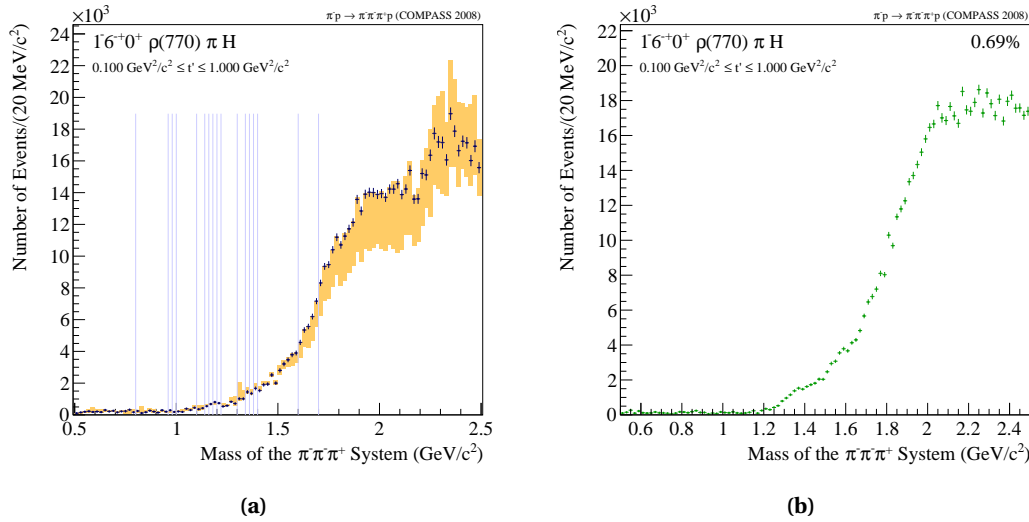 π⁻p → π⁻π⁻π⁺p (COMPASS 2008)
×10³
1⁻6⁻⁺0⁺ ρ(770) π H
0.100 GeV²/c² ≤ t' ≤ 1.000 GeV²/c²
Number of Events/(20 MeV/c²)
24
22
20
18
16
14
12
10
8
6
4
2
0
0.5 1 1.5 2 2.5
Mass of the π⁻π⁻π⁺ System (GeV/c²)
(a)
π⁻p → π⁻π⁻π⁺p (COMPASS 2008)
×10³
1⁻6⁻⁺0⁺ ρ(770) π H 0.69%
0.100 GeV²/c² ≤ t' ≤ 1.000 GeV²/c²
Number of Events/(20 MeV/c²)
22
20
18
16
14
12
10
8
6
4
2
0
0.6 0.8 1 1.2 1.4 1.6 1.8 2 2.2 2.4
Mass of the π⁻π⁻π⁺ System (GeV/c²)
(b)